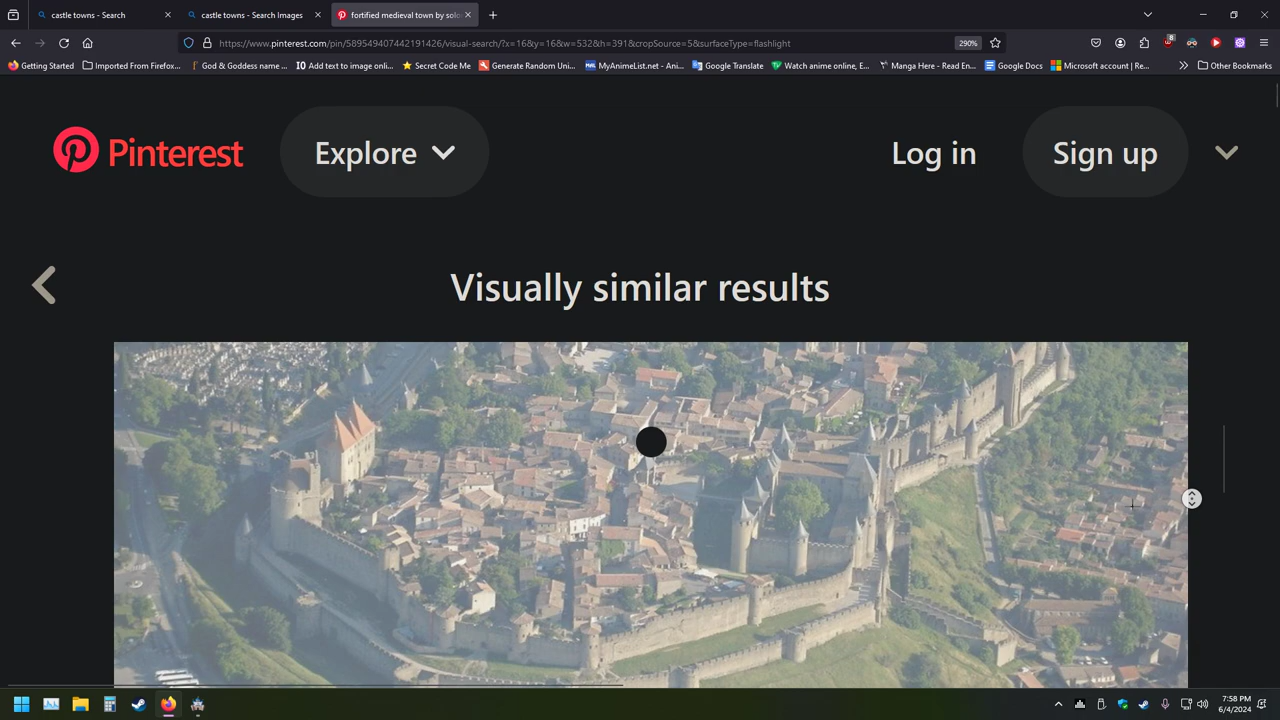 castle towns - Search
castle towns - Search Images
fortified medieval town by solo
https://www.pinterest.com/pin/589549407442191426/visual-search/?x=16&y=16&w=532&h=391&cropSource=5&surfaceType=flashlight
290%
8
Getting Started
Imported From Firefox...
God & Goddess name ...
Add text to image onli...
Secret Code Me
Generate Random Uni...
MyAnimeList.net - Ani...
Google Translate
Watch anime online, E...
Manga Here - Read En...
Google Docs
Microsoft account | Re...
Other Bookmarks
Pinterest
Explore
Log in
Sign up
Visually similar results
7:58 PM
6/4/2024